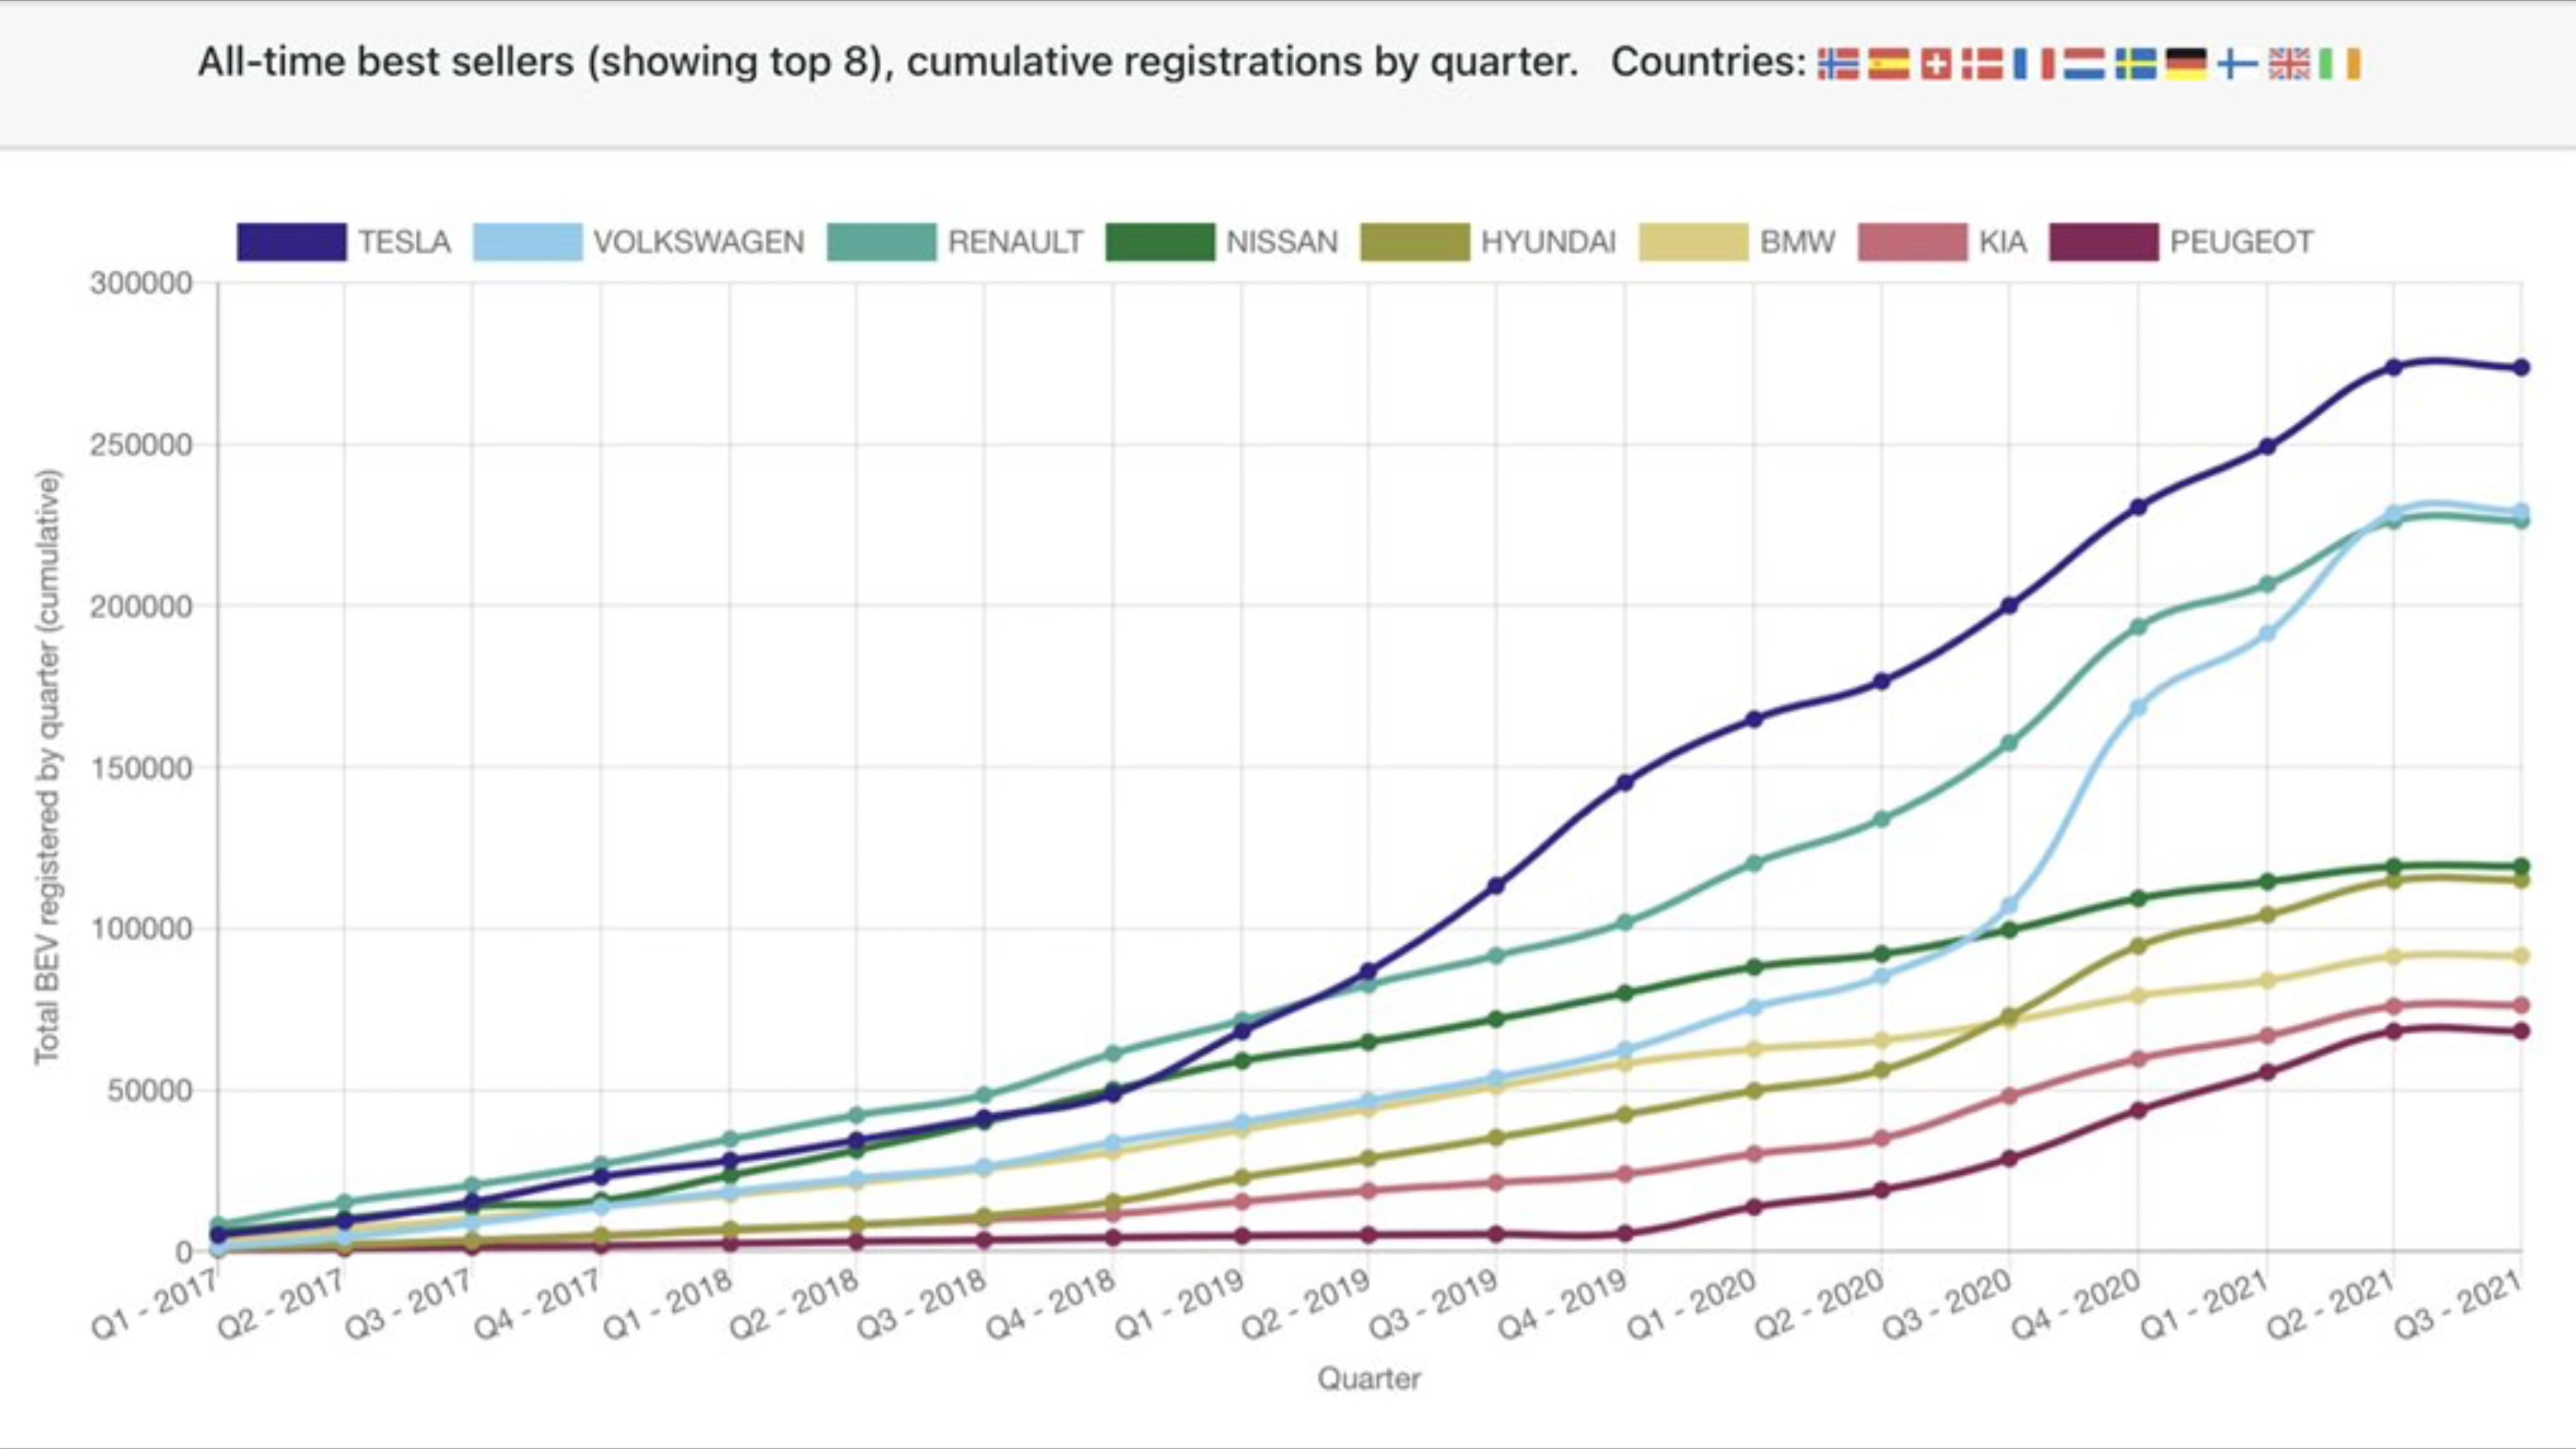 All-time best sellers (showing top 8), cumulative registrations by quarter. Countries:
TESLA VOLKSWAGEN RENAULT NISSAN HYUNDAI BMW KIA PEUGEOT
300000
250000
200000
150000
100000
50000
0
Total BEV registered by quarter (cumulative)
Q1 - 2017 Q2 - 2017 Q3 - 2017 Q4 - 2017 Q1 - 2018 Q2 - 2018 Q3 - 2018 Q4 - 2018 Q1 - 2019 Q2 - 2019 Q3 - 2019 Q4 - 2019 Q1 - 2020 Q2 - 2020 Q3 - 2020 Q4 - 2020 Q1 - 2021 Q2 - 2021 Q3 - 2021
Quarter